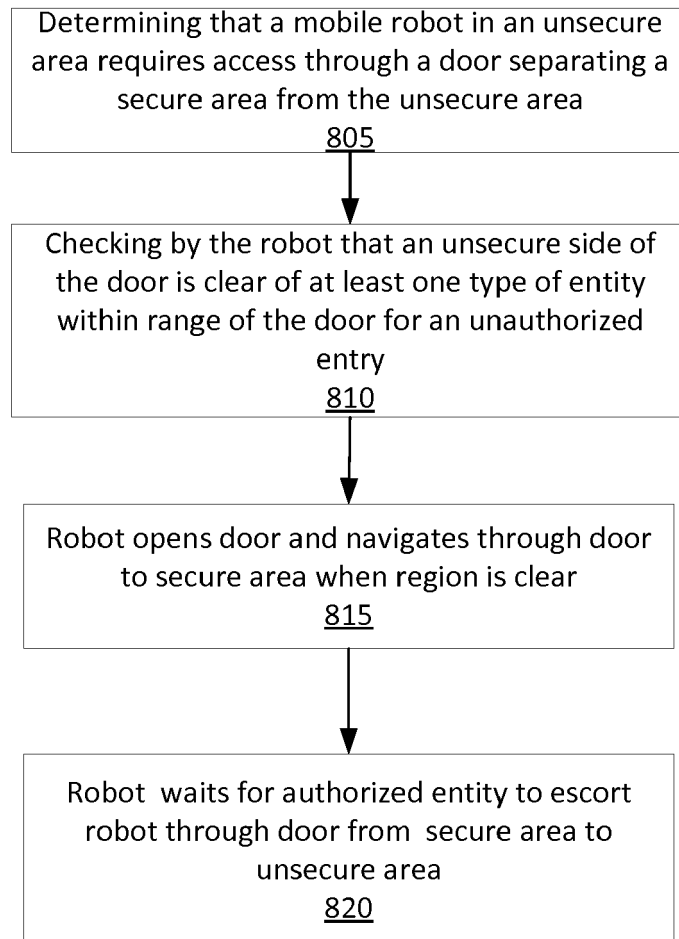 Determining that a mobile robot in an unsecure
area requires access through a door separating a
secure area from the unsecure area
805
Checking by the robot that an unsecure side of
the door is clear of at least one type of entity
within range of the door for an unauthorized
entry
810
Robot opens door and navigates through door
to secure area when region is clear
815
Robot waits for authorized entity to escort
robot through door from secure area to
unsecure area
820